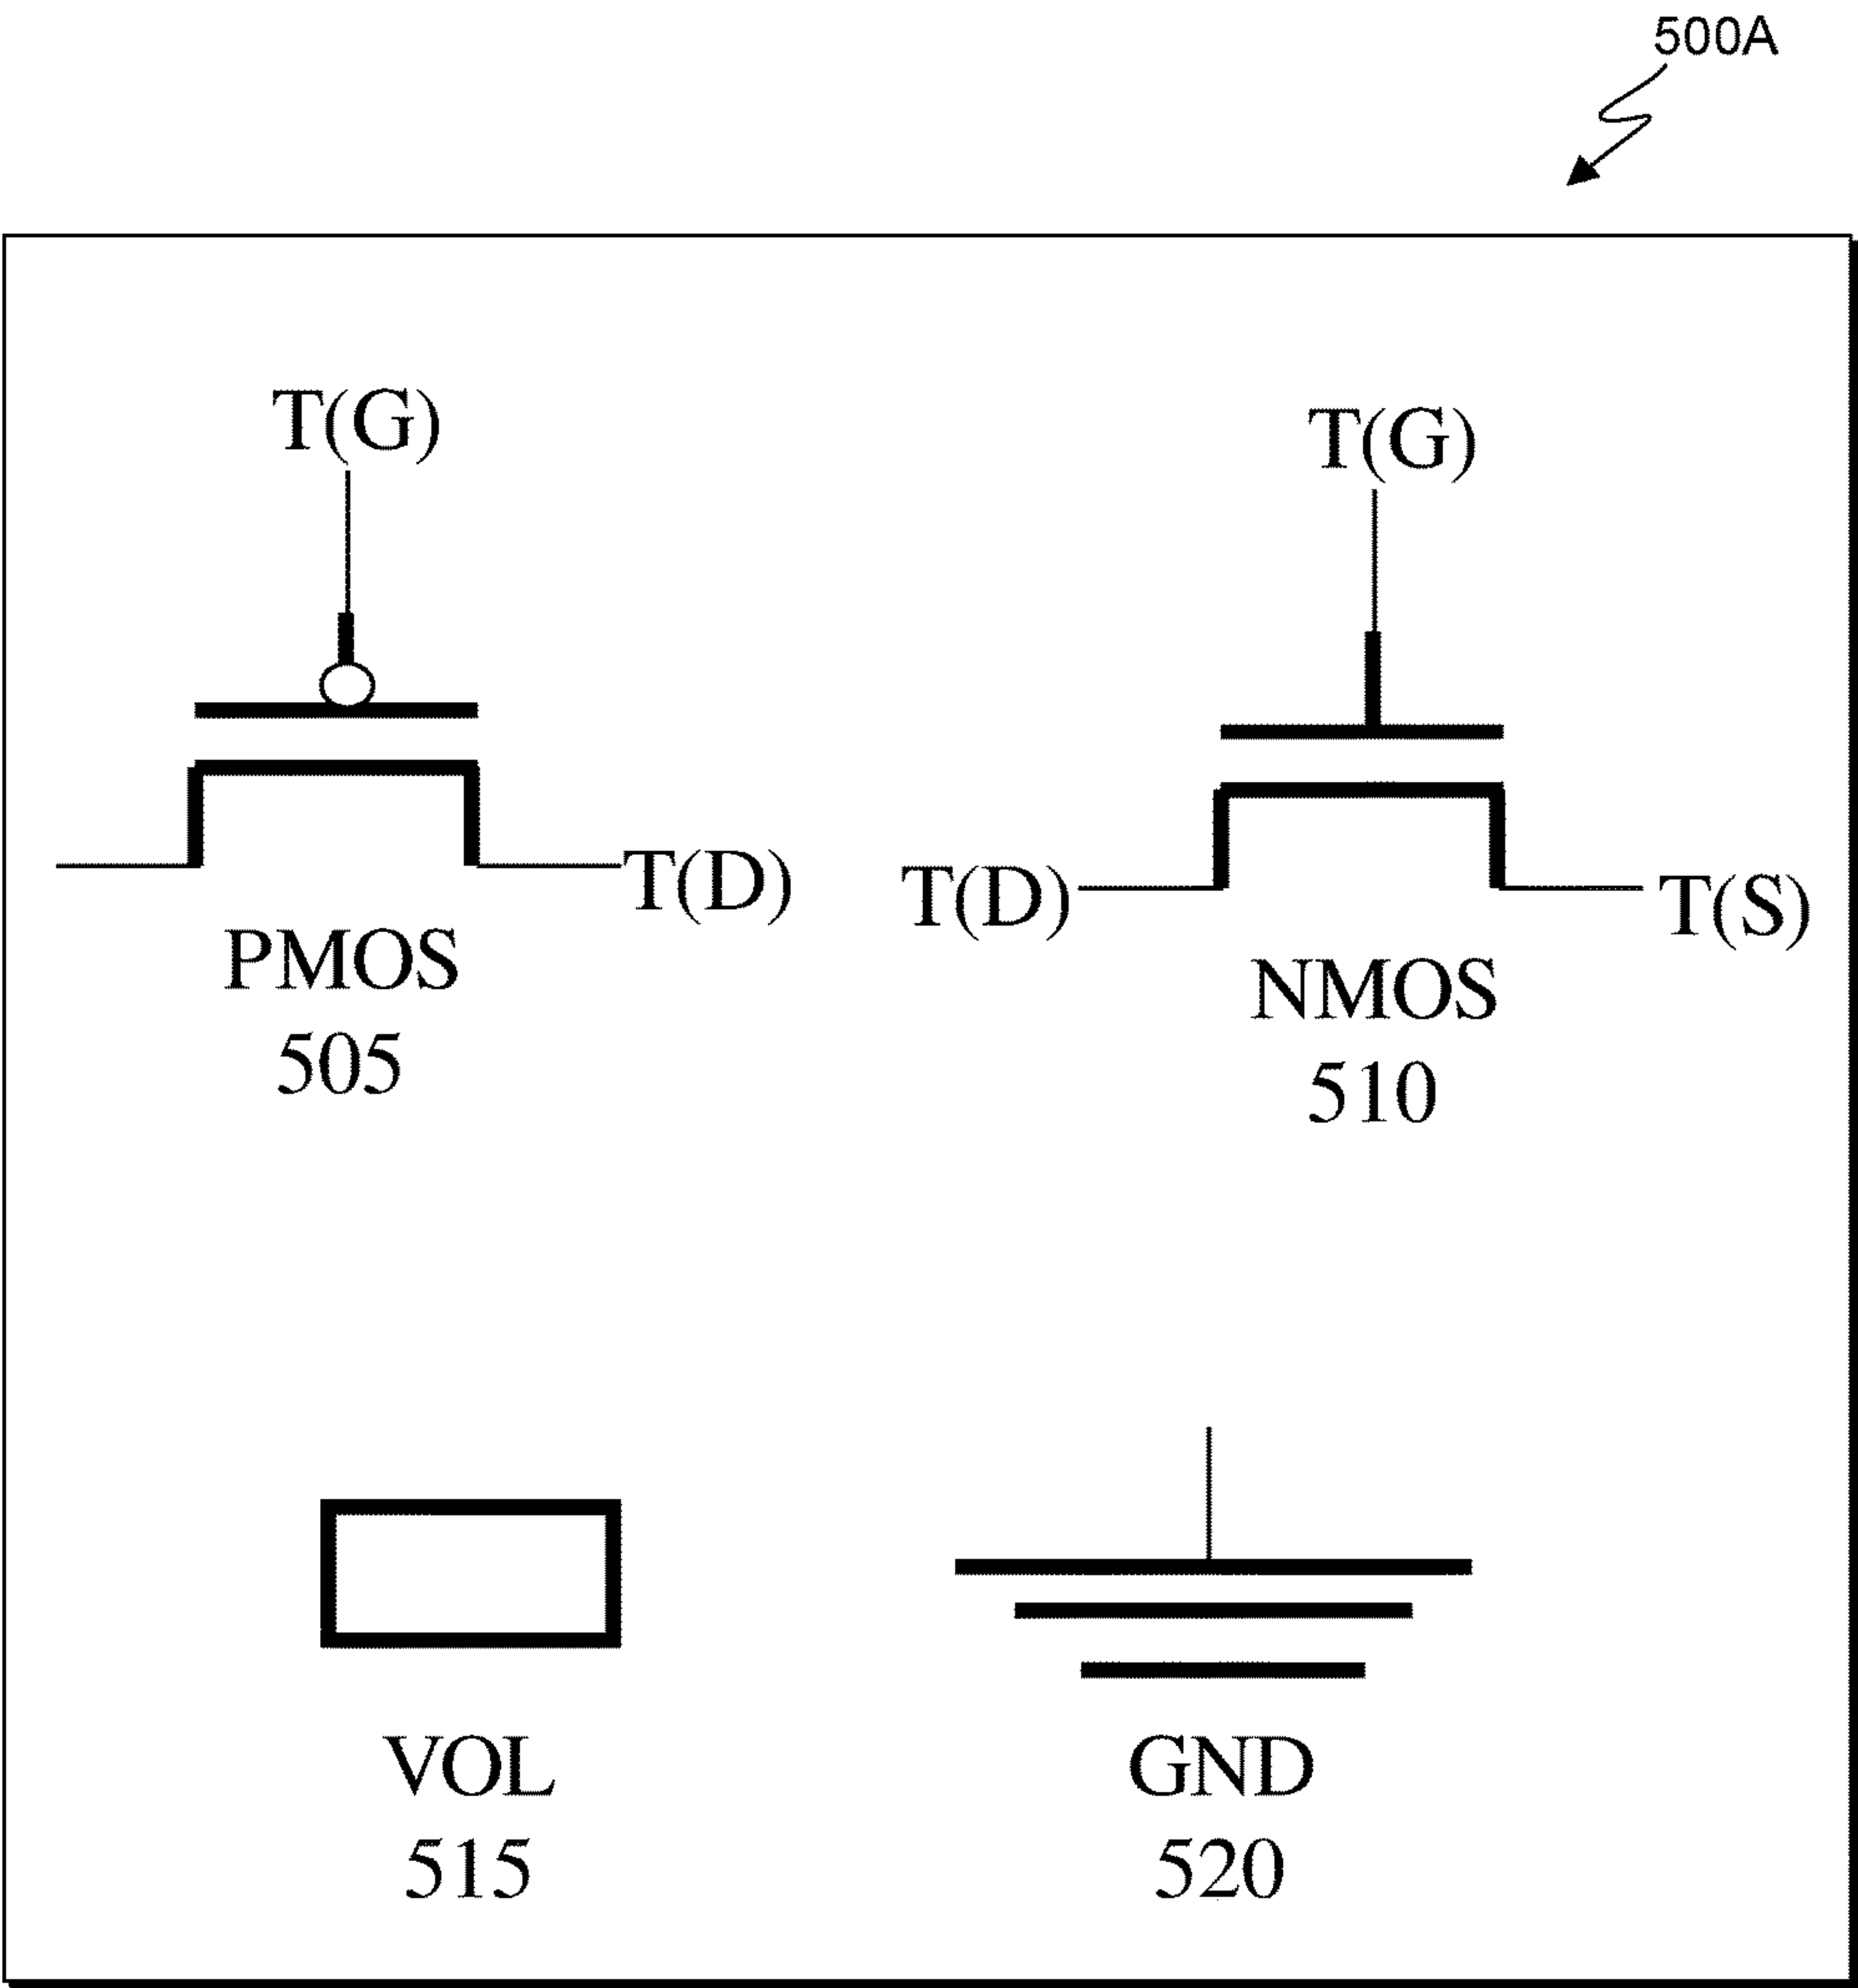 500A
T(G)
T(G)
T(D)
T(D)
T(S)
PMOS
505
NMOS
510
VOL
515
GND
520